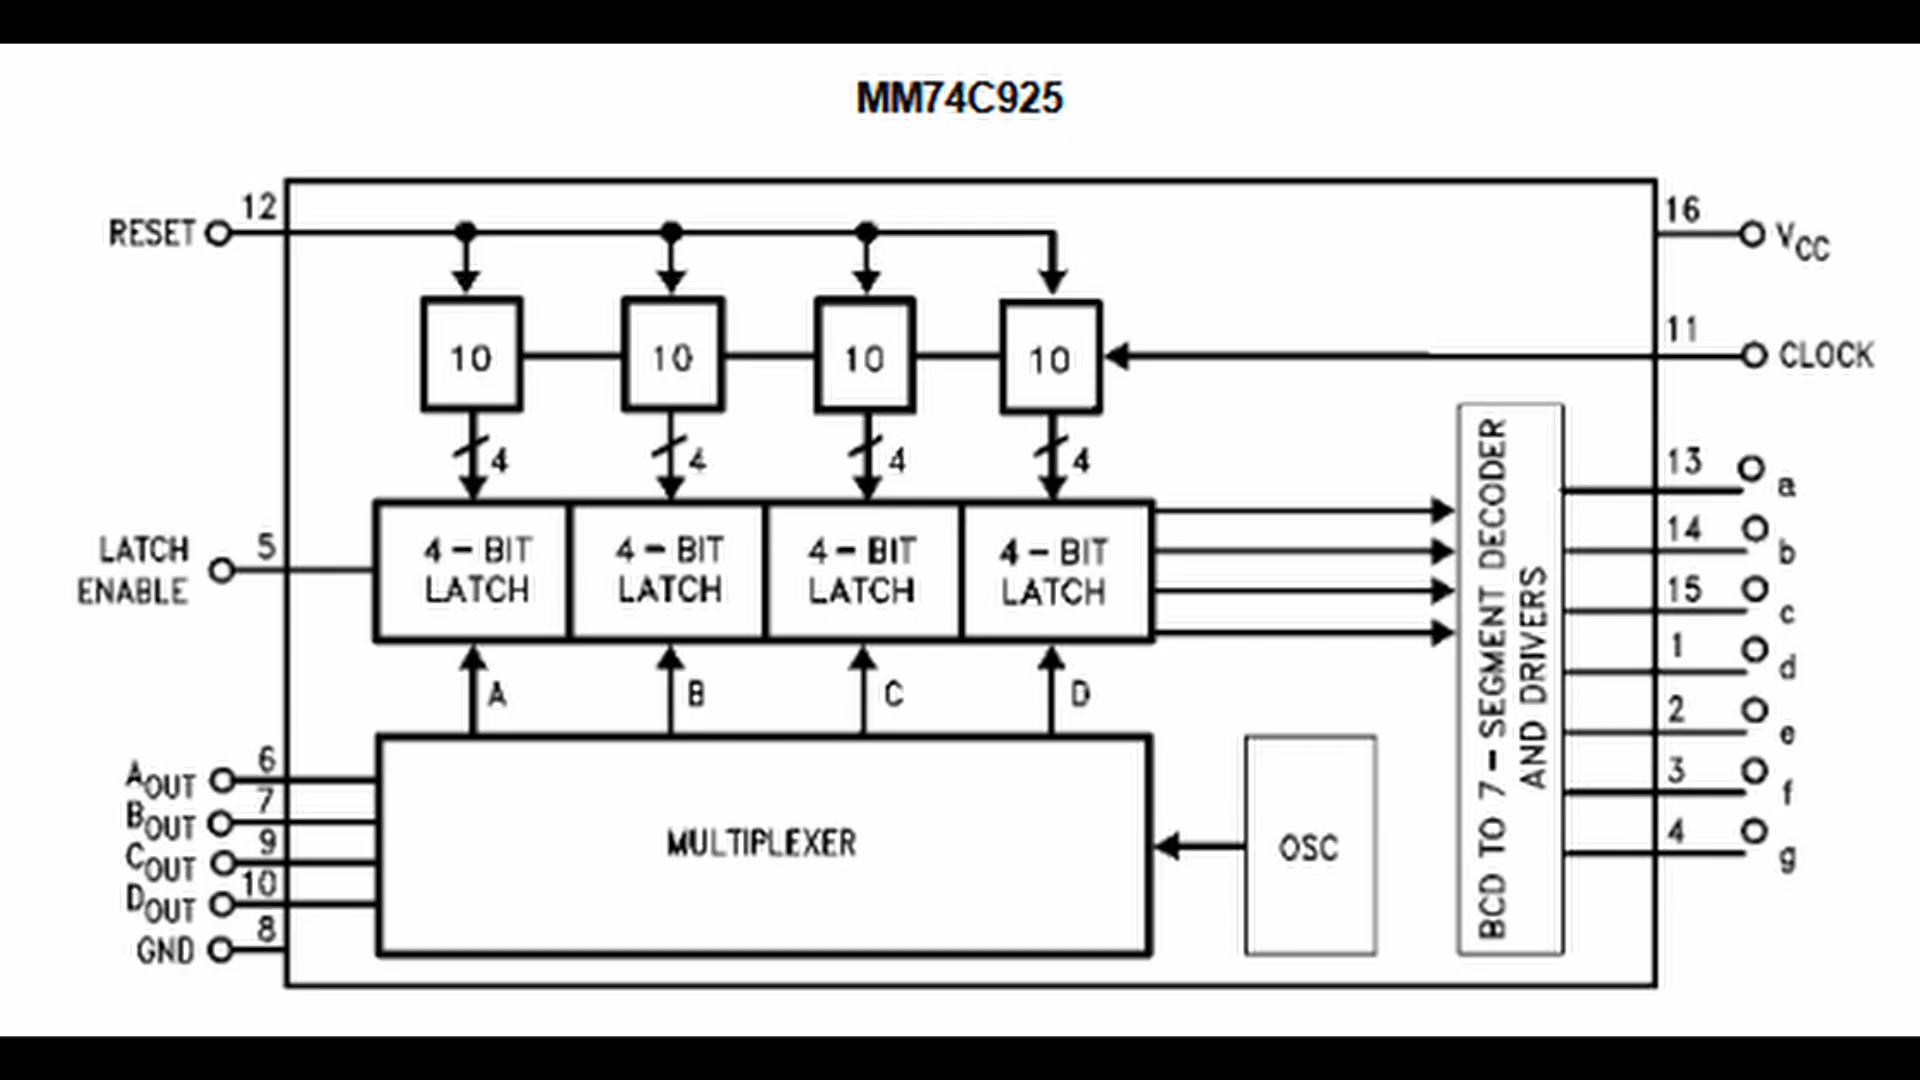 MM74C925
RESET
12
16
VCC
10
10
10
10
11
CLOCK
4
4
4
4
LATCH
ENABLE
5
4-BIT
LATCH
4-BIT
LATCH
4-BIT
LATCH
4-BIT
LATCH
A
B
C
D
AOUT
6
BOUT
7
COUT
9
DOUT
10
GND
8
MULTIPLEXER
OSC
BCD TO 7-SEGMENT DECODER
AND DRIVERS
13
a
14
b
15
c
1
d
2
e
3
f
4
g